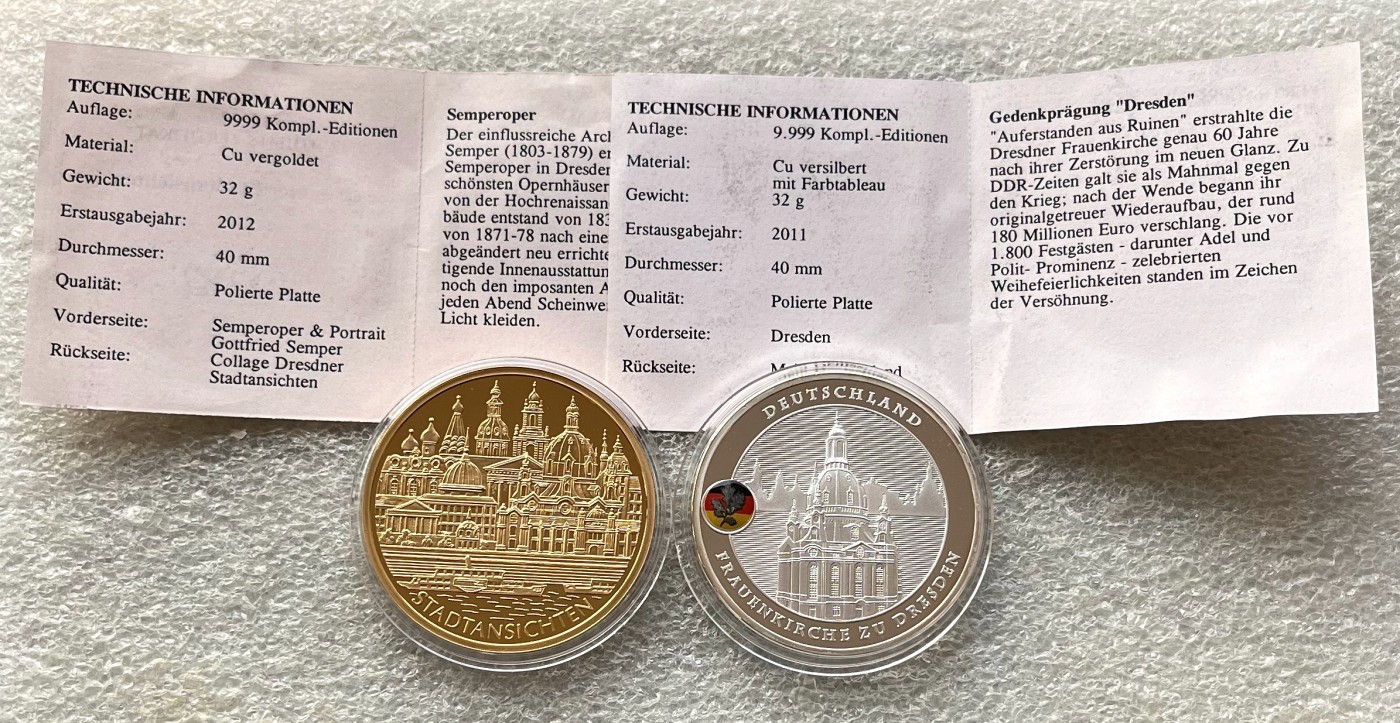 TECHNISCHE INFORMATIONEN
Auflage: 9999 Kompl.-Editionen
Material: Cu vergoldet
Gewicht: 32 g
Erstausgabejahr: 2012
Durchmesser: 40 mm
Qualität: Polierte Platte
Vorderseite: Semperoper & Portrait
Gottfried Semper
Rückseite: Collage Dresdner
Stadtansichten
Semperoper
Der einflussreiche
Semper (1803-1879)
Semperoper in Dresden
schönsten Opernhäuser
von der
bäude entstand von
von 1871-78 nach eine
abgeändert neu
tigende
noch den imposanten
jeden Abend
Licht kleiden.
TECHNISCHE INFORMATIONEN
Auflage: 9.999 Kompl.-Editionen
Material: Cu versilbert
mit Farbtableau
Gewicht: 32 g
Erstausgabejahr: 2011
Durchmesser: 40 mm
Qualität: Polierte Platte
Vorderseite: Dresden
Rückseite:
Gedenkprägung "Dresden"
"Auferstanden aus Ruinen" erstrahlte die
Dresdner Frauenkirche genau 60 Jahre
nach ihrer Zerstörung im neuen Glanz. Zu
DDR-Zeiten galt sie als Mahnmal gegen
den Krieg; nach der Wende begann ihr
originalgetreuer Wiederaufbau, der rund
180 Millionen Euro verschlang. Die vor
1.800 Festgästen - darunter Adel und
Polit- Prominenz - zelebrierten
Weihefeierlichkeiten standen im Zeichen
der Versöhnung.
STADTANSICHTEN
DEUTSCHLAND
FRAUENKIRCHE ZU DRESDEN